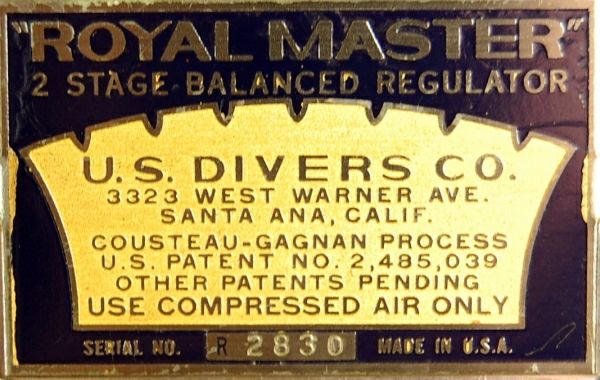 "ROYAL MASTER"
2 STAGE BALANCED REGULATOR
U.S. DIVERS CO.
3323 WEST WARNER AVE.
SANTA ANA, CALIF.
COUSTEAU-GAGNAN PROCESS
U.S. PATENT NO. 2,485,039
OTHER PATENTS PENDING
USE COMPRESSED AIR ONLY
SERIAL NO. R 2830 MADE IN U.S.A.